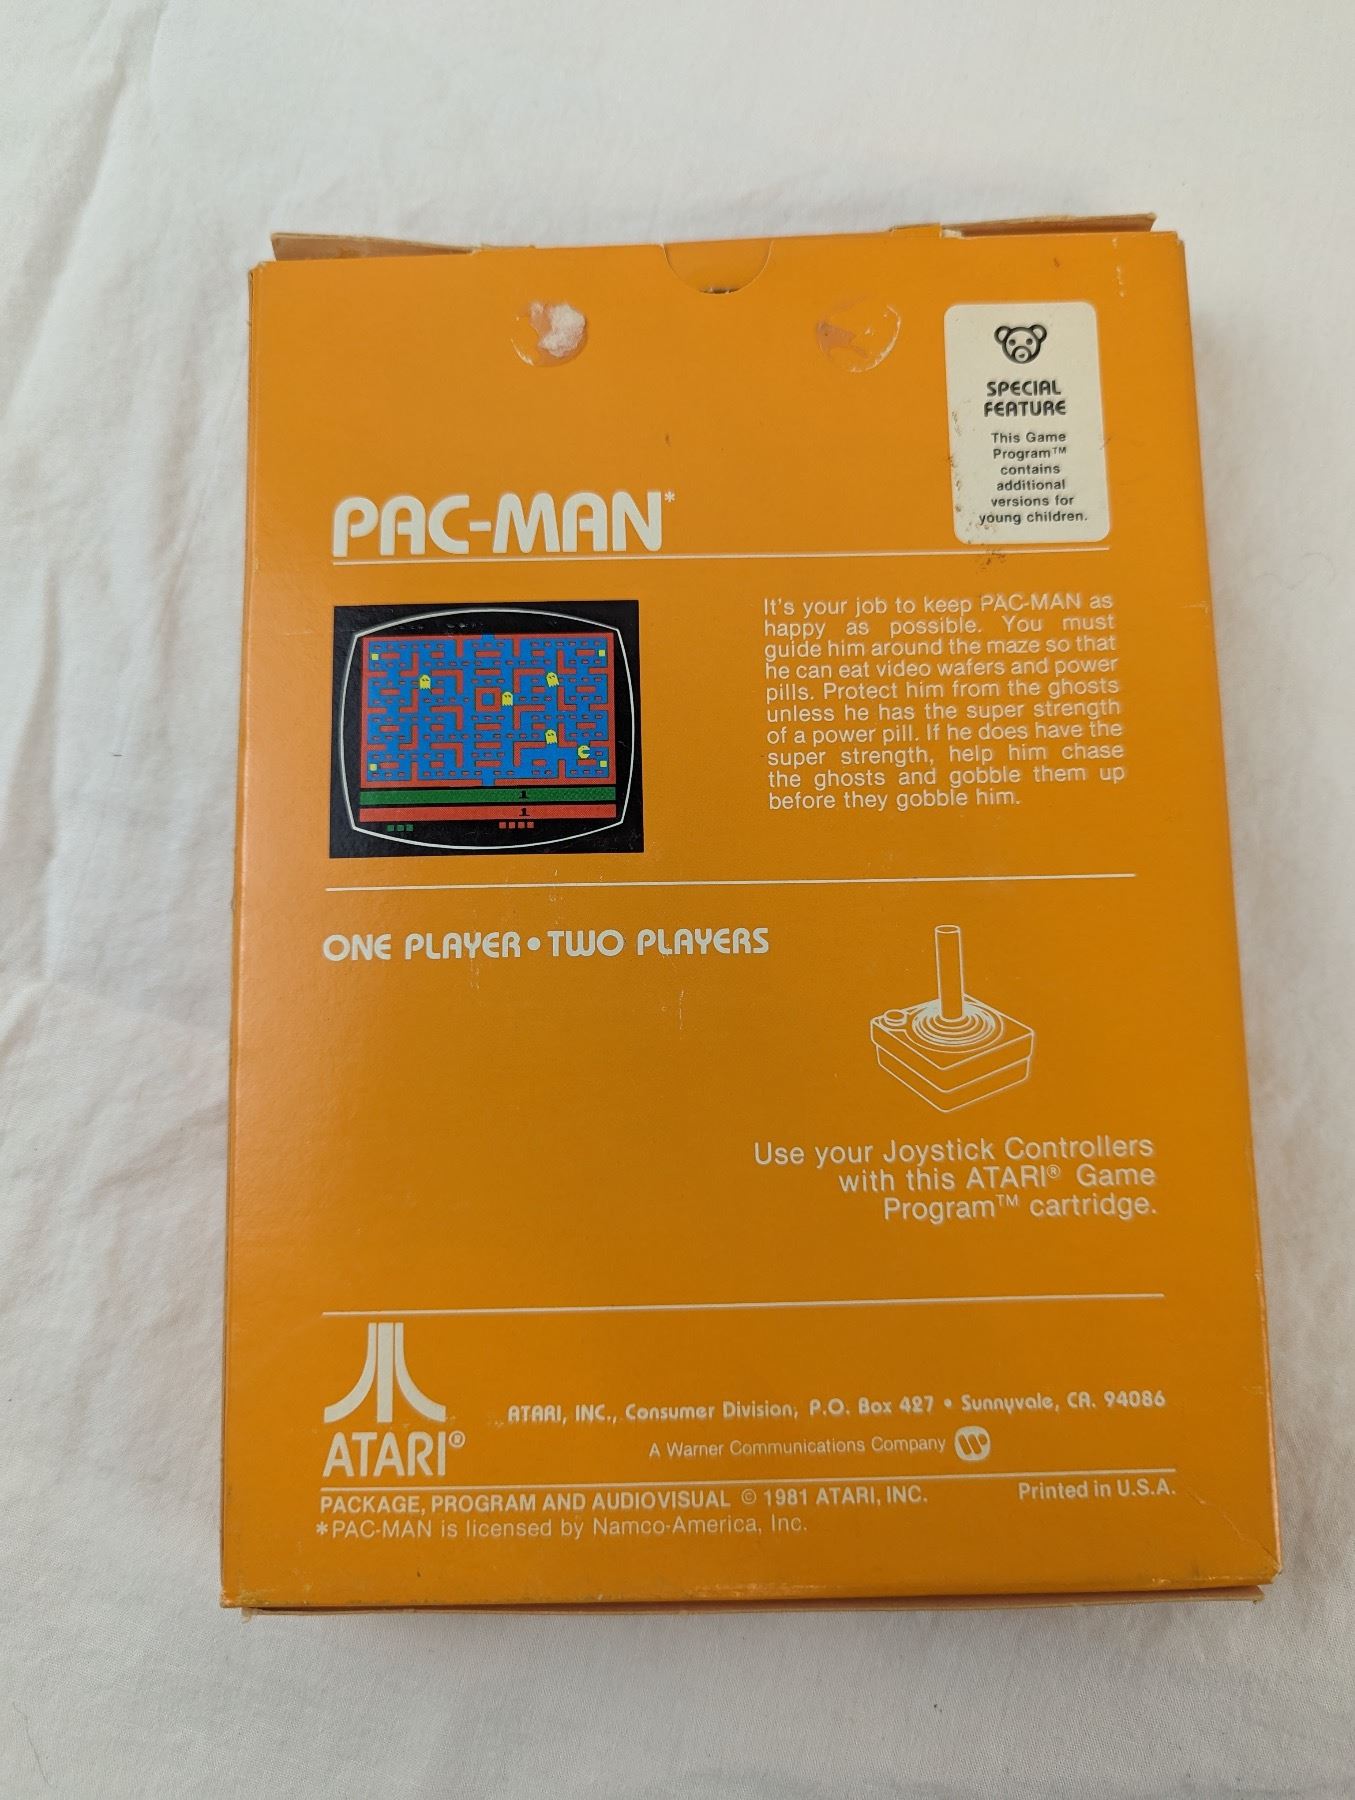 SPECIAL
FEATURE
This Game
Program™
contains
additional
versions for
young children.
PAC-MAN*
It's your job to keep PAC-MAN as
happy as possible. You must
guide him around the maze so that
he can eat video wafers and power
pills. Protect him from the ghosts
unless he has the super strength
of a power pill. If he does have the
super strength, help him chase
the ghosts and gobble them up
before they gobble him.
1
1
ONE PLAYER • TWO PLAYERS
Use your Joystick Controllers
with this ATARI® Game
Program™ cartridge.
ATARI®
ATARI, INC., Consumer Division, P.O. Box 427 • Sunnyvale, CA. 94086
A Warner Communications Company
PACKAGE, PROGRAM AND AUDIOVISUAL © 1981 ATARI, INC. Printed in U.S.A.
*PAC-MAN is licensed by Namco-America, Inc.